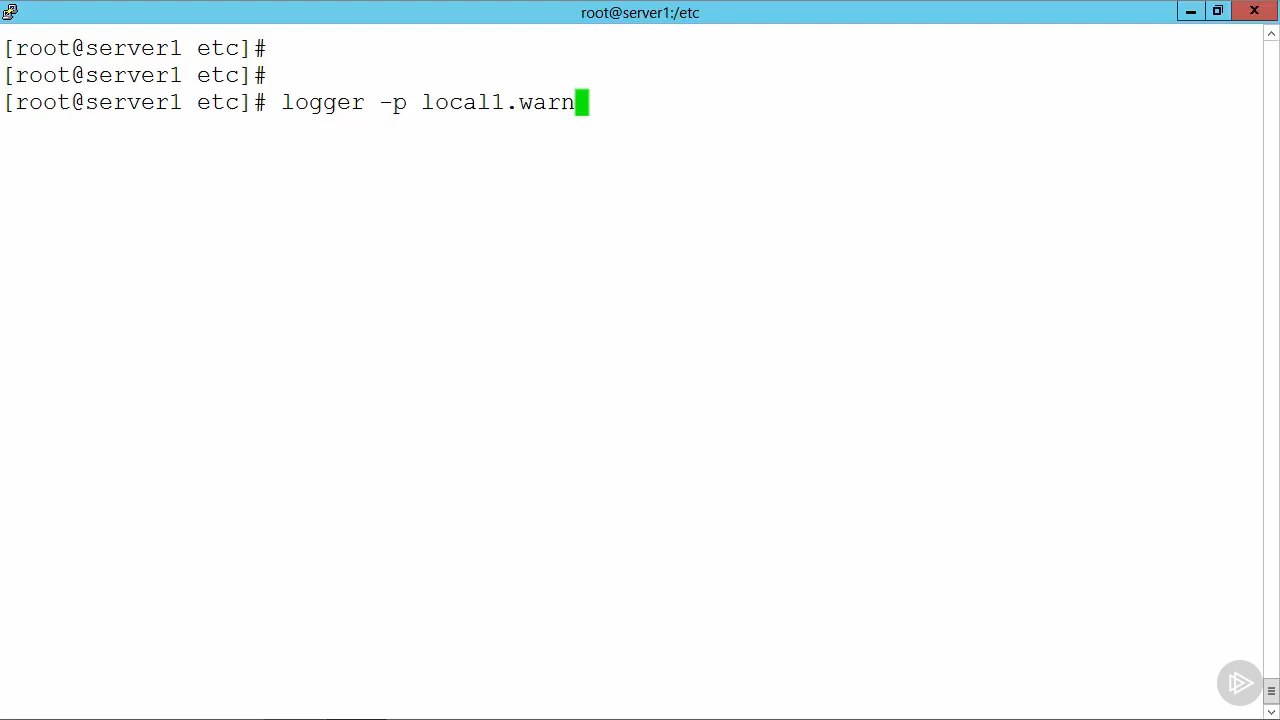 root@server1:/etc
[root@server1 etc]#
[root@server1 etc]#
[root@server1 etc]# logger -p local1.warn